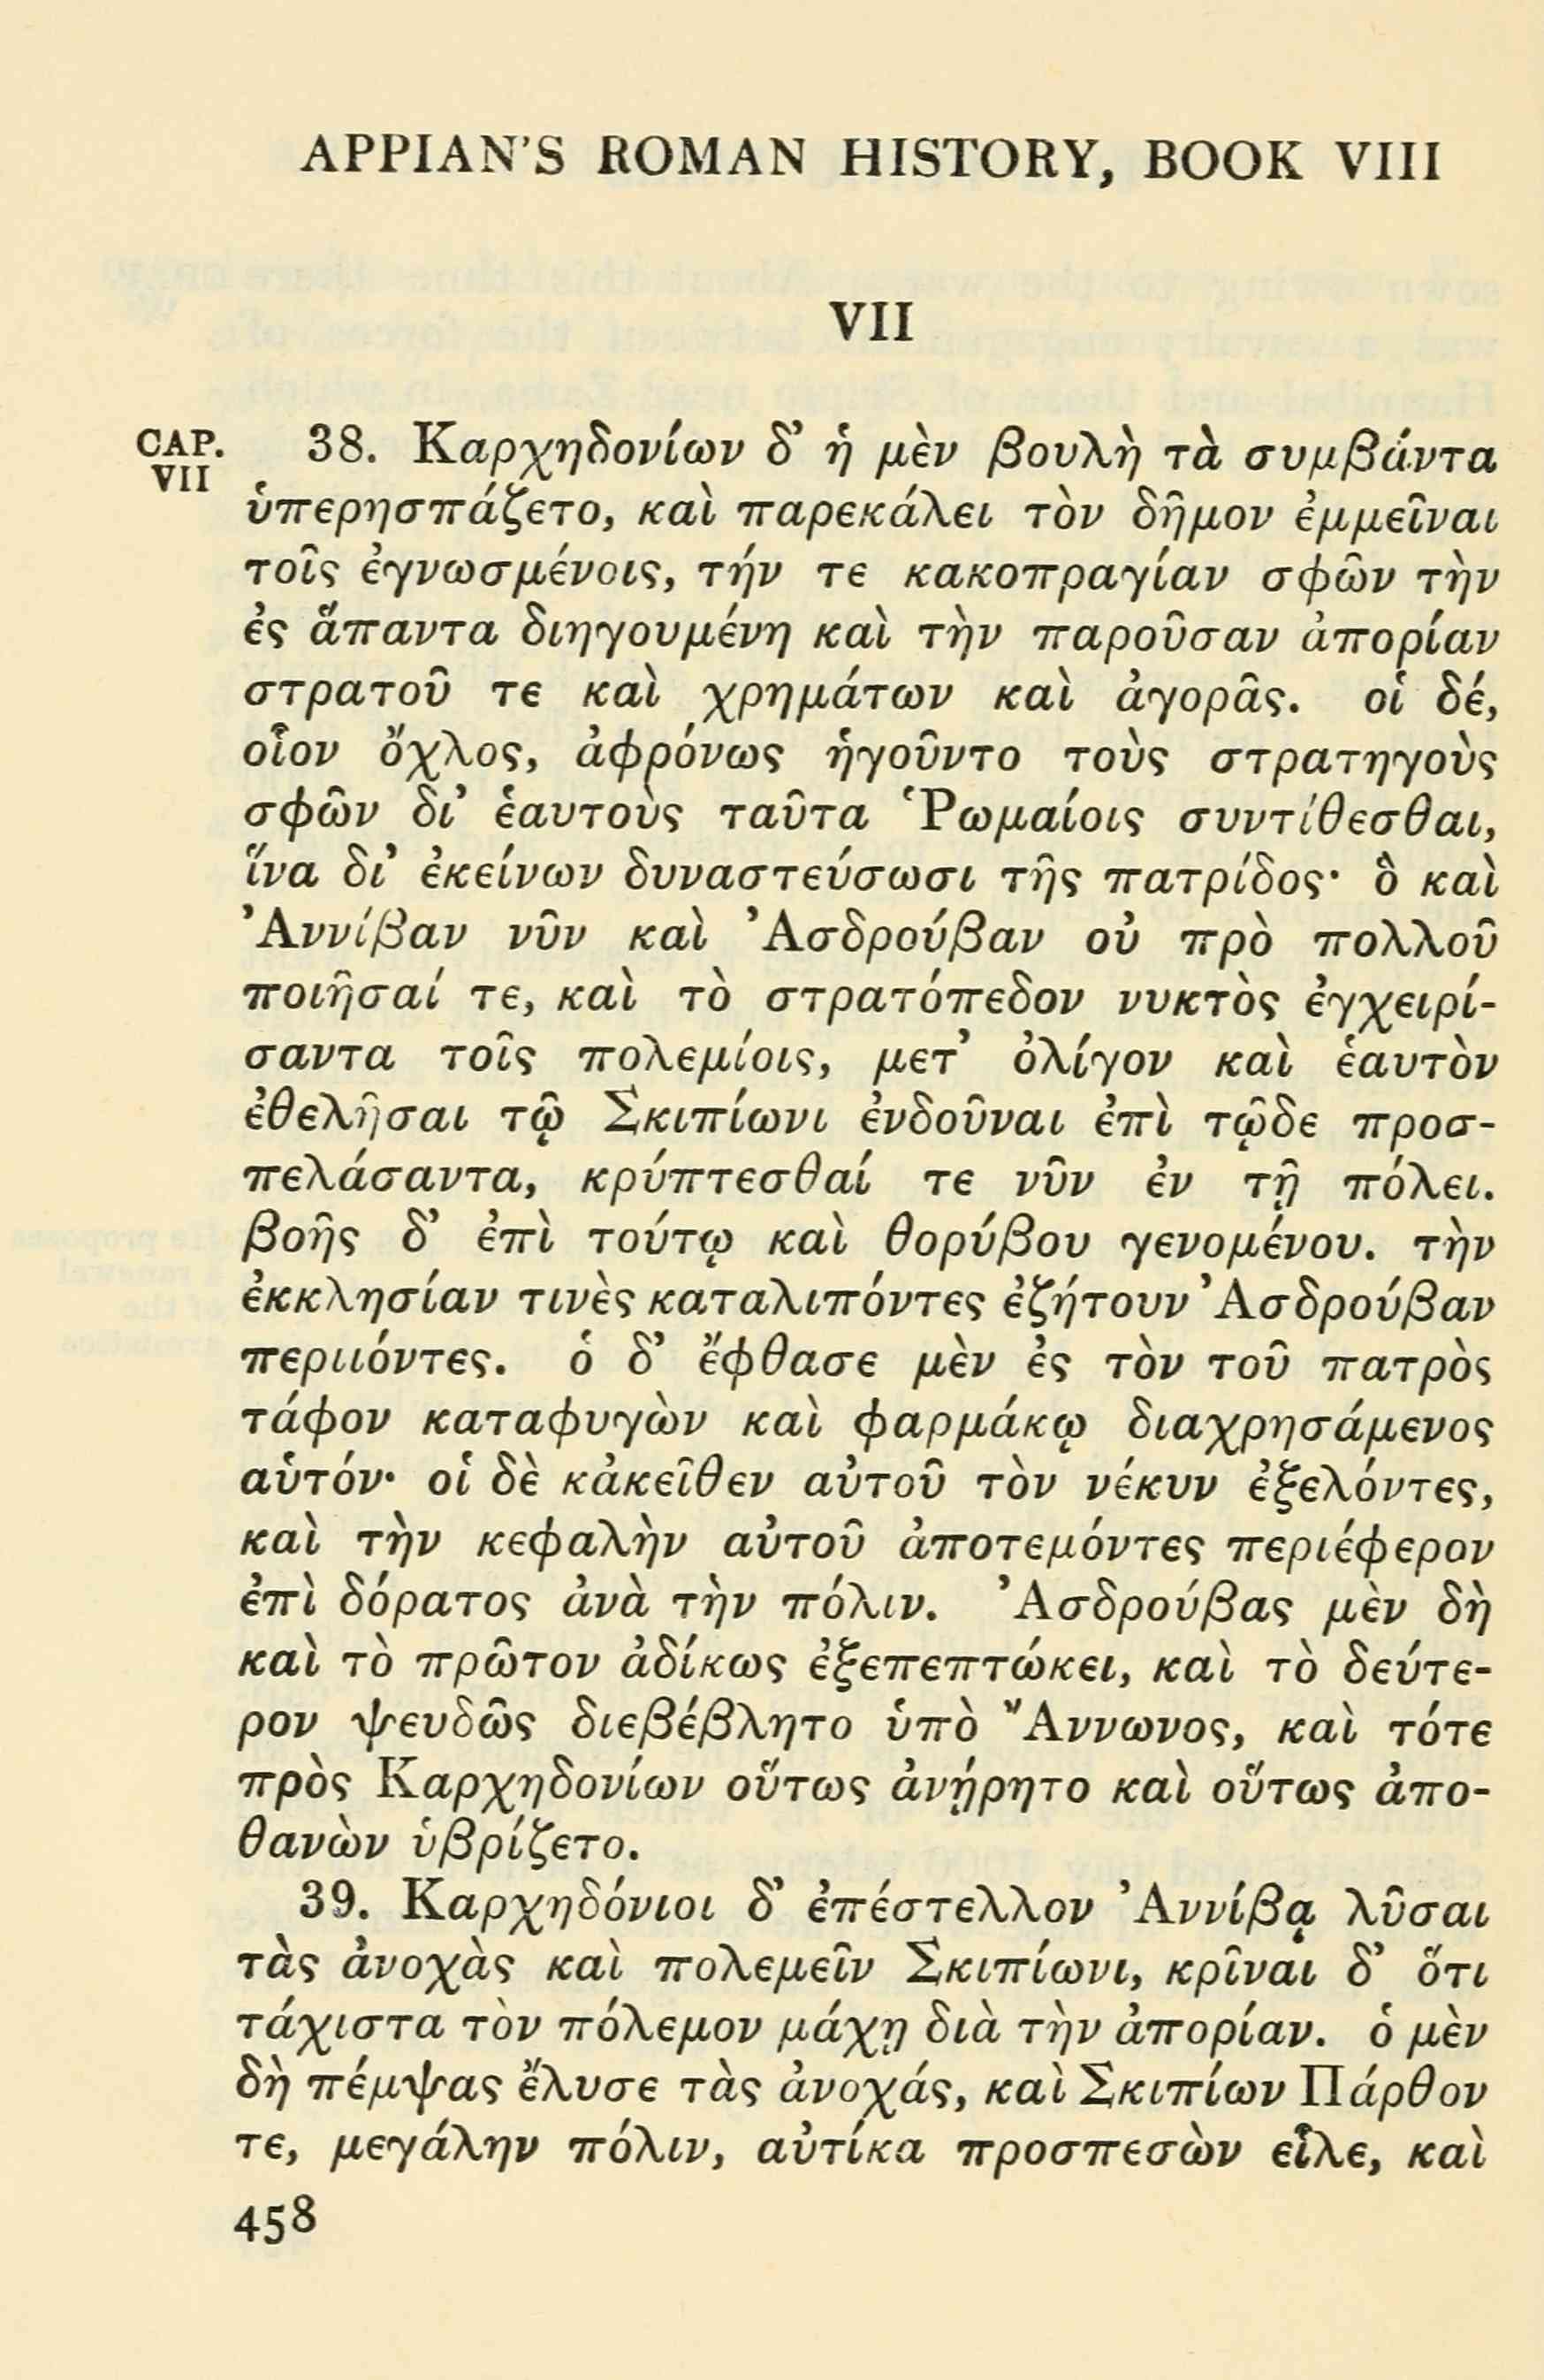 APPIAN'S ROMAN HISTORY, BOOK VIII
VII
CAP. VII
38. Καρχηδονίων δ' ἡ μὲν βουλὴ τὰ συμβάντα
ὑπερησπάζετο, καὶ παρεκάλει τὸν δῆμον ἐμμεῖναι
τοῖς ἐγνωσμένοις, τήν τε κακοπραγίαν σφῶν τὴν
ἐς ἅπαντα διηγουμένη καὶ τὴν παροῦσαν ἀπορίαν
στρατοῦ τε καὶ χρημάτων καὶ ἀγορᾶς. οἱ δέ,
οἷον ὄχλος, ἀφρόνως ἡγοῦντο τοὺς στρατηγοὺς
σφῶν δι' ἑαυτοὺς ταῦτα Ῥωμαίοις συντίθεσθαι,
ἵνα δι' ἐκείνων δυναστεύσωσι τῆς πατρίδος· ὃ καὶ
Ἀννίβαν νῦν καὶ Ἀσδρούβαν οὐ πρὸ πολλοῦ
ποιῆσαί τε, καὶ τὸ στρατόπεδον νυκτὸς ἐγχειρί-
σαντα τοῖς πολεμίοις, μετ' ὀλίγον καὶ ἑαυτὸν
ἐθελῆσαι τῷ Σκιπίωνι ἐνδοῦναι ἐπὶ τῷδε προσ-
πελάσαντα, κρύπτεσθαί τε νῦν ἐν τῇ πόλει.
βοῆς δ' ἐπὶ τούτῳ καὶ θορύβου γενομένου. τὴν
ἐκκλησίαν τινὲς καταλιπόντες ἐζήτουν Ἀσδρούβαν
περιιόντες. ὁ δ' ἔφθασε μὲν ἐς τὸν τοῦ πατρὸς
τάφον καταφυγὼν καὶ φαρμάκῳ διαχρησάμενος
αὑτόν· οἱ δὲ κἀκεῖθεν αὐτοῦ τὸν νέκυν ἐξελόντες,
καὶ τὴν κεφαλὴν αὐτοῦ ἀποτεμόντες περιέφερον
ἐπὶ δόρατος ἀνὰ τὴν πόλιν. Ἀσδρούβας μὲν δὴ
καὶ τὸ πρῶτον ἀδίκως ἐξεπεπτώκει, καὶ τὸ δεύτε-
ρον ψευδῶς διεβέβλητο ὑπὸ Ἄννωνος, καὶ τότε
πρὸς Καρχηδονίων οὕτως ἀνῄρητο καὶ οὕτως ἀπο-
θανὼν ὑβρίζετο.
39. Καρχηδόνιοι δ' ἐπέστελλον Ἀννίβᾳ λῦσαι
τὰς ἀνοχὰς καὶ πολεμεῖν Σκιπίωνι, κρῖναι δ' ὅτι
τάχιστα τὸν πόλεμον μάχῃ διὰ τὴν ἀπορίαν. ὁ μὲν
δὴ πέμψας ἔλυσε τὰς ἀνοχάς, καὶ Σκιπίων Πάρθον
τε, μεγάλην πόλιν, αὐτίκα προσπεσὼν εἷλε, καὶ
458